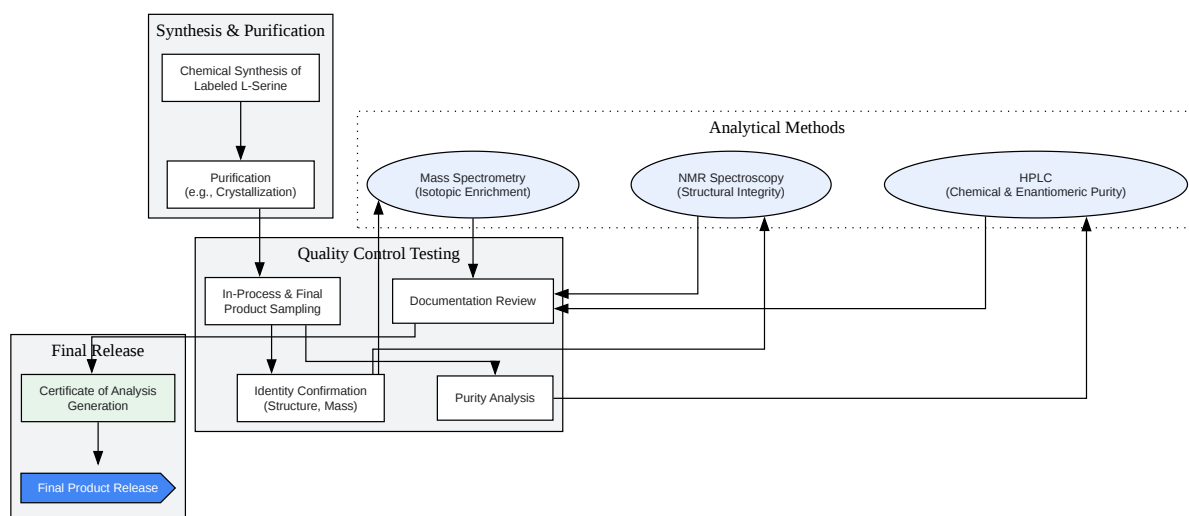 Synthesis & Purification
Chemical Synthesis of
Labeled L-Serine
Purification
(e.g., Crystallization)
Analytical Methods
Mass Spectrometry
(Isotopic Enrichment)
NMR Spectroscopy
(Structural Integrity)
HPLC
(Chemical & Enantiomeric Purity)
Quality Control Testing
In-Process & Final
Product Sampling
Documentation Review
Identity Confirmation
(Structure, Mass)
Purity Analysis
Final Release
Certificate of Analysis
Generation
Final Product Release